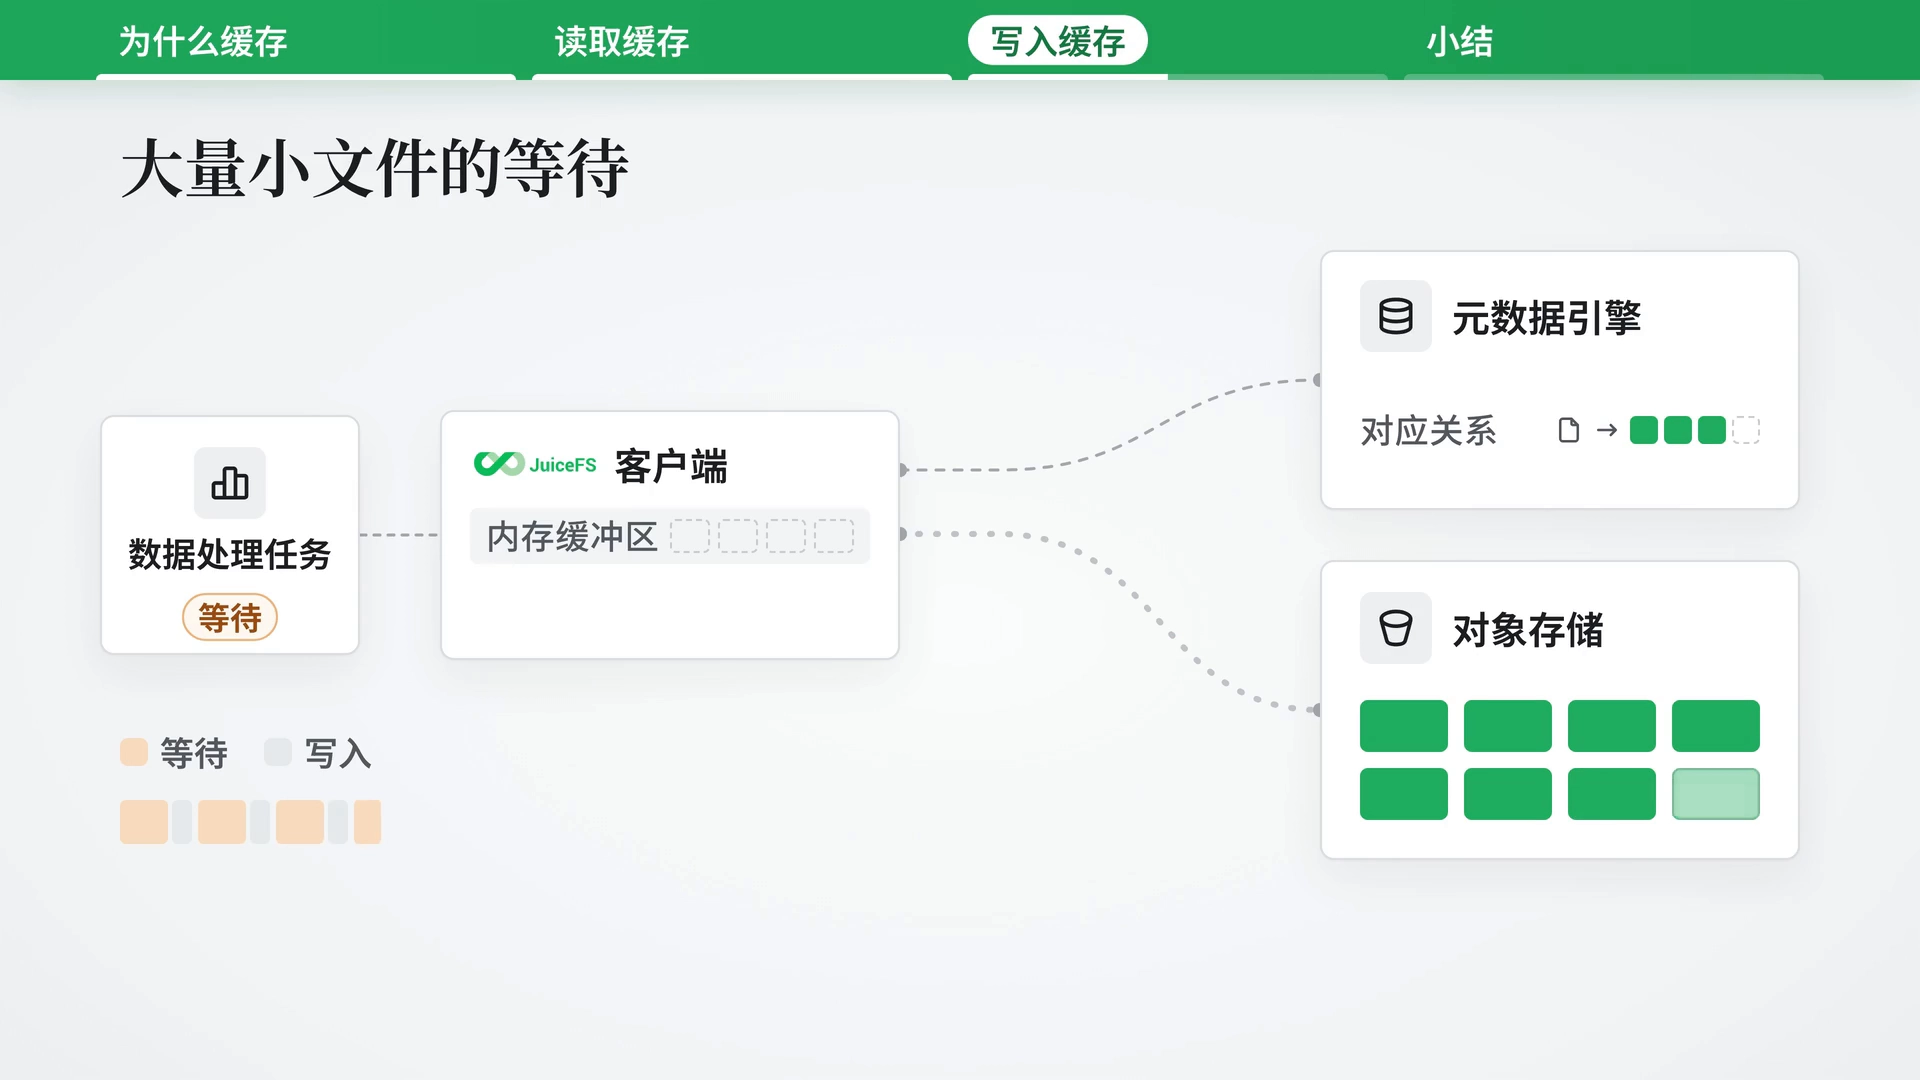 为什么缓存
读取缓存
写入缓存
小结
大量小文件的等待
数据处理任务
等待
JuiceFS 客户端
内存缓冲区
元数据引擎
对应关系
对象存储
等待
写入